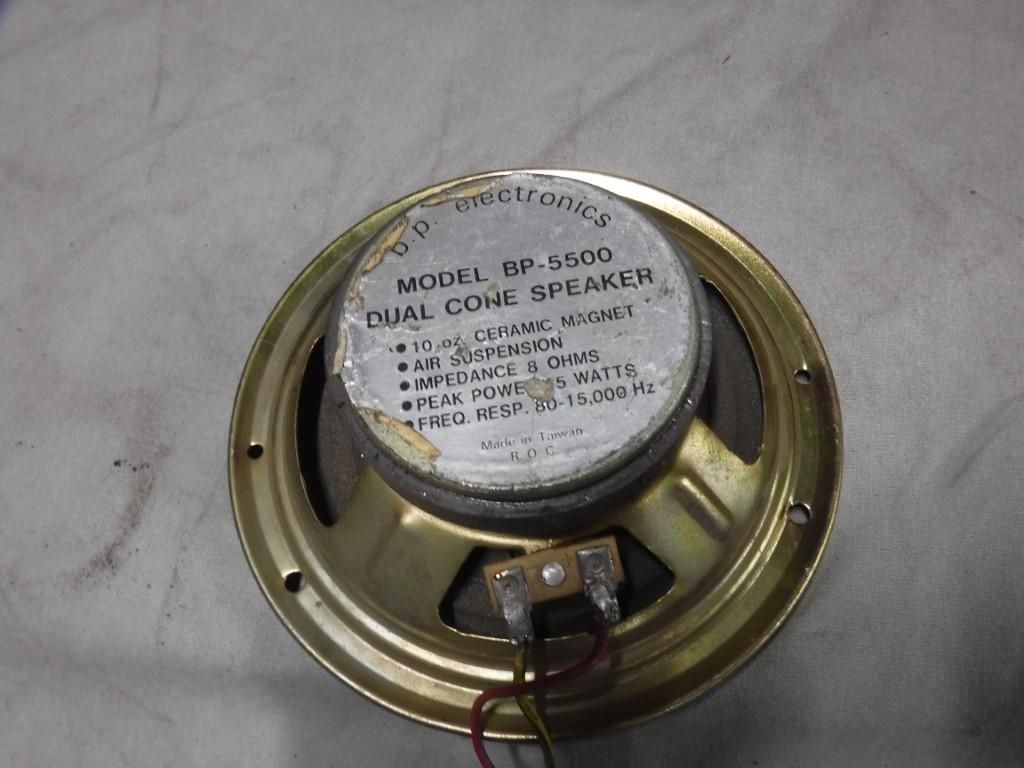 b.p. electronics
MODEL BP-5500
DUAL CONE SPEAKER
● 10 oz. CERAMIC MAGNET
● AIR SUSPENSION
● IMPEDANCE 8 OHMS
● PEAK WATTS
● FREQ. RESP. 80-15,000 Hz
Made in Taiwan
R.O.C.